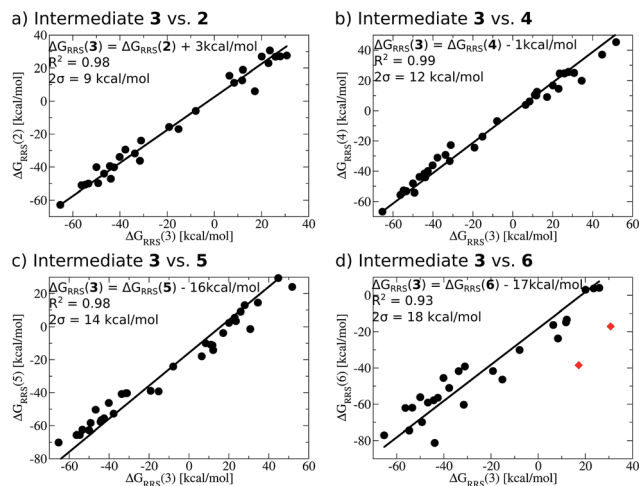 a) Intermediate 3 vs. 2
ΔG_RRS(3) = ΔG_RRS(2) + 3kcal/mol
R² = 0.98
2σ = 9 kcal/mol
ΔG_RRS(2) [kcal/mol]
40
20
0
-20
-40
-60
-60 -40 -20 0 20 40
ΔG_RRS(3) [kcal/mol]
b) Intermediate 3 vs. 4
ΔG_RRS(3) = ΔG_RRS(4) - 1kcal/mol
R² = 0.99
2σ = 12 kcal/mol
ΔG_RRS(4) [kcal/mol]
40
20
0
-20
-40
-60
-60 -40 -20 0 20 40
ΔG_RRS(3) [kcal/mol]
c) Intermediate 3 vs. 5
ΔG_RRS(3) = ΔG_RRS(5) - 16kcal/mol
R² = 0.98
2σ = 14 kcal/mol
ΔG_RRS(5) [kcal/mol]
20
0
-20
-40
-60
-80
-60 -40 -20 0 20 40 60
ΔG_RRS(3) [kcal/mol]
d) Intermediate 3 vs. 6
ΔG_RRS(3) = ΔG_RRS(6) - 17kcal/mol
R² = 0.93
2σ = 18 kcal/mol
ΔG_RRS(6) [kcal/mol]
0
-20
-40
-60
-80
-60 -40 -20 0 20 40
ΔG_RRS(3) [kcal/mol]